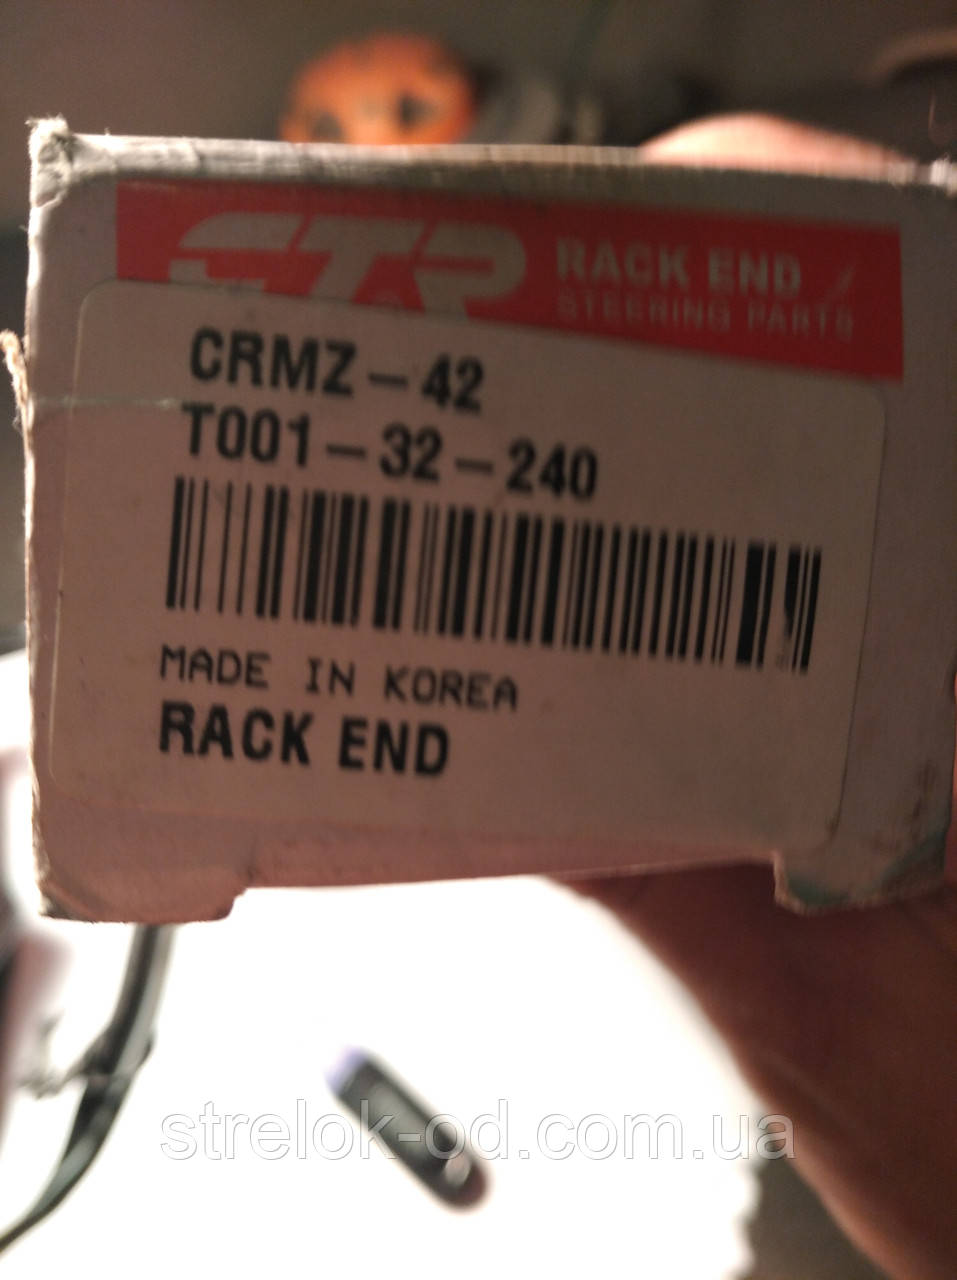 CTR
RACK END
STEERING PARTS
CRMZ-42
T001-32-240
MADE IN KOREA
RACK END
strelok-od.com.ua